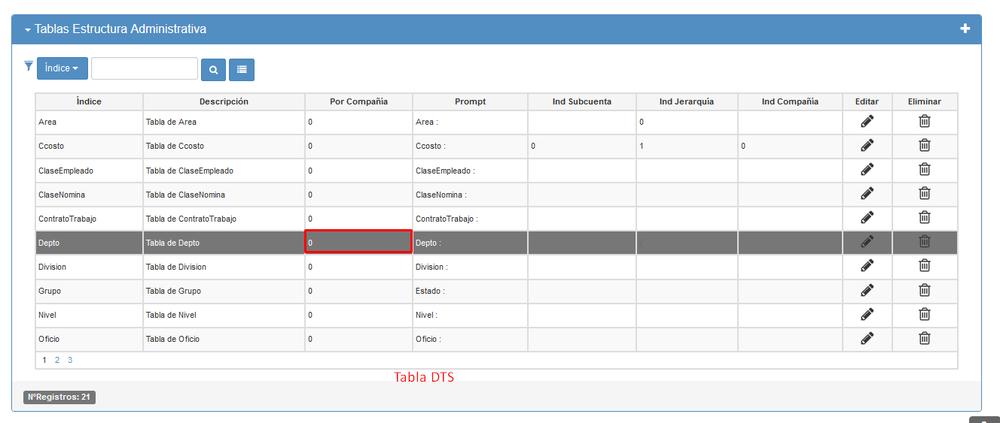 Tablas Estructura Administrativa
Índice
Índice Descripción Por Compañía Prompt Ind Subcuenta Ind Jerarquía Ind Compañía Editar Eliminar
Area Tabla de Area 0 Area : 0
Ccosto Tabla de Ccosto 0 Ccosto : 0 1 0
ClaseEmpleado Tabla de ClaseEmpleado 0 ClaseEmpleado :
ClaseNomina Tabla de ClaseNomina 0 ClaseNomina :
ContratoTrabajo Tabla de ContratoTrabajo 0 ContratoTrabajo :
Depto Tabla de Depto 0 Depto :
Division Tabla de Division 0 Division :
Grupo Tabla de Grupo 0 Estado :
Nivel Tabla de Nivel 0 Nivel :
Oficio Tabla de Oficio 0 Oficio :
1 2 3
Tabla DTS
N°Registros: 21